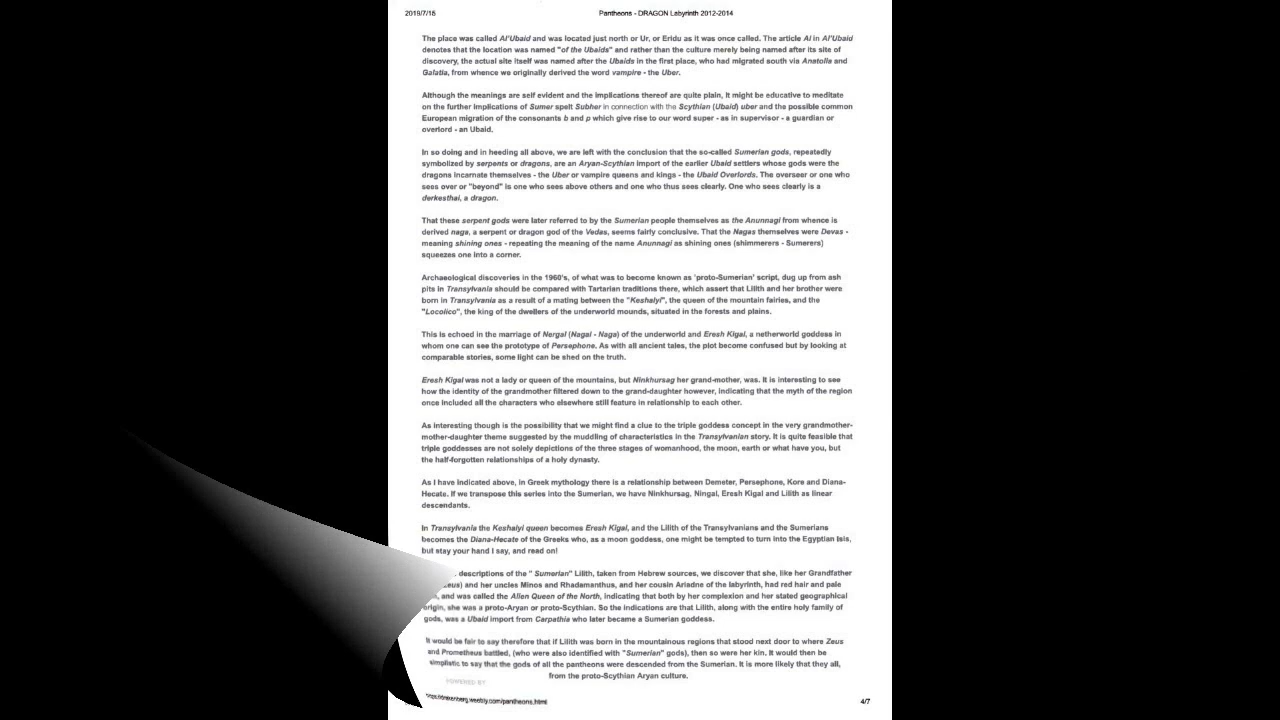 2019/7/15 Pantheons - DRAGON Labyrinth 2012-2014
The place was called Al'Ubaid and was located just north or Ur, or Eridu as it was once called. The article Al in Al'Ubaid
denotes that the location was named "of the Ubaids" and rather than the culture merely being named after its site of
discovery, the actual site itself was named after the Ubaids in the first place, who had migrated south via Anatolia and
Galatia, from whence we originally derived the word vampire - the Uber.
Although the meanings are self evident and the implications thereof are quite plain, it might be educative to meditate
on the further implications of Sumer spelt Subher in connection with the Scythian (Ubaid) uber and the possible common
European migration of the consonants b and p which give rise to our word super - as in supervisor - a guardian or
overlord - an Ubaid.
In so doing and in heeding all above, we are left with the conclusion that the so-called Sumerian gods, repeatedly
symbolized by serpents or dragons, are an Aryan-Scythian import of the earlier Ubaid settlers whose gods were the
dragons incarnate themselves - the Uber or vampire queens and kings - the Ubaid Overlords. The overseer or one who
sees over or "beyond" is one who sees above others and one who thus sees clearly. One who sees clearly is a
derkesthai, a dragon.
That these serpent gods were later referred to by the Sumerian people themselves as the Anunnagi from whence is
derived naga, a serpent or dragon god of the Vedas, seems fairly conclusive. That the Nagas themselves were Devas -
meaning shining ones - repeating the meaning of the name Anunnagi as shining ones (shimmerers - Sumerers)
squeezes one into a corner.
Archaeological discoveries in the 1960's, of what was to become known as 'proto-Sumerian' script, dug up from ash
pits in Transylvania should be compared with Tartarian traditions there, which assert that Lilith and her brother were
born in Transylvania as a result of a mating between the "Keshalyi", the queen of the mountain fairies, and the
"Locolico", the king of the dwellers of the underworld mounds, situated in the forests and plains.
This is echoed in the marriage of Nergal (Nagal - Naga) of the underworld and Eresh Kigal, a netherworld goddess in
whom one can see the prototype of Persephone. As with all ancient tales, the plot become confused but by looking at
comparable stories, some light can be shed on the truth.
Eresh Kigal was not a lady or queen of the mountains, but Ninkhursag her grand-mother, was. It is interesting to see
how the identity of the grandmother filtered down to the grand-daughter however, indicating that the myth of the region
once included all the characters who elsewhere still feature in relationship to each other.
As interesting though is the possibility that we might find a clue to the triple goddess concept in the very grandmother-
mother-daughter theme suggested by the muddling of characteristics in the Transylvanian story. It is quite feasible that
triple goddesses are not solely depictions of the three stages of womanhood, the moon, earth or what have you, but
the half-forgotten relationships of a holy dynasty.
As I have indicated above, in Greek mythology there is a relationship between Demeter, Persephone, Kore and Diana-
Hecate. If we transpose this series into the Sumerian, we have Ninkhursag, Ningal, Eresh Kigal and Lilith as linear
descendants.
In Transylvania the Keshalyi queen becomes Eresh Kigal, and the Lilith of the Transylvanians and the Sumerians
becomes the Diana-Hecate of the Greeks who, as a moon goddess, one might be tempted to turn into the Egyptian Isis,
but stay your hand I say, and read on!
descriptions of the " Sumerian" Lilith, taken from Hebrew sources, we discover that she, like her Grandfather
and her uncles Minos and Rhadamanthus, and her cousin Ariadne of the labyrinth, had red hair and pale
and was called the Alien Queen of the North, indicating that both by her complexion and her stated geographical
origin, she was a proto-Aryan or proto-Scythian. So the indications are that Lilith, along with the entire holy family of
gods, was a Ubaid import from Carpathia who later became a Sumerian goddess.
It would be fair to say therefore that if Lilith was born in the mountainous regions that stood next door to where Zeus
and Prometheus battled, (who were also identified with "Sumerian" gods), then so were her kin. It would then be
simplistic to say that the gods of all the pantheons were descended from the Sumerian. It is more likely that they all,
from the proto-Scythian Aryan culture.
POWERED BY
4/7